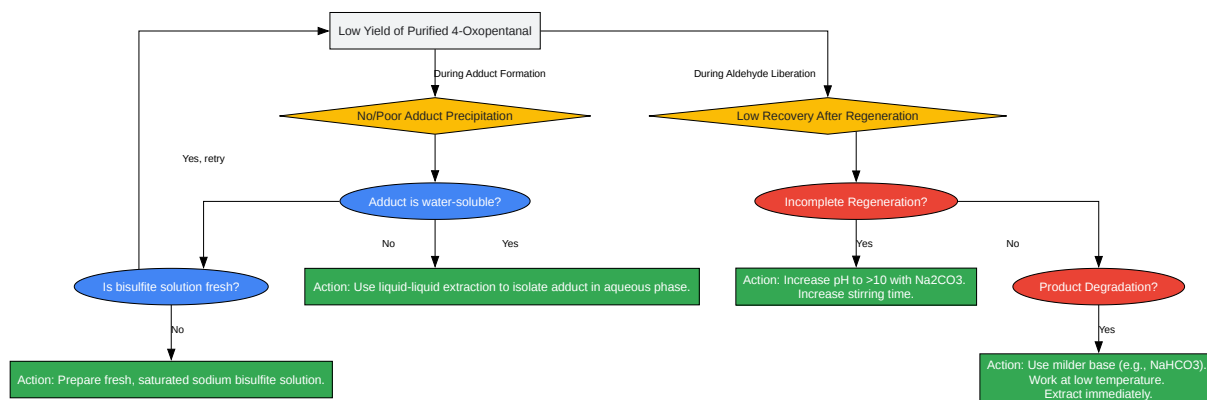 Low Yield of Purified 4-Oxopentanal
During Adduct Formation
During Aldehyde Liberation
No/Poor Adduct Precipitation
Low Recovery After Regeneration
Yes, retry
Adduct is water-soluble?
Incomplete Regeneration?
No
Yes
Yes
No
Is bisulfite solution fresh?
Action: Use liquid-liquid extraction to isolate adduct in aqueous phase.
Action: Increase pH to >10 with Na2CO3.
Increase stirring time.
Product Degradation?
No
Yes
Action: Prepare fresh, saturated sodium bisulfite solution.
Action: Use milder base (e.g., NaHCO3).
Work at low temperature.
Extract immediately.